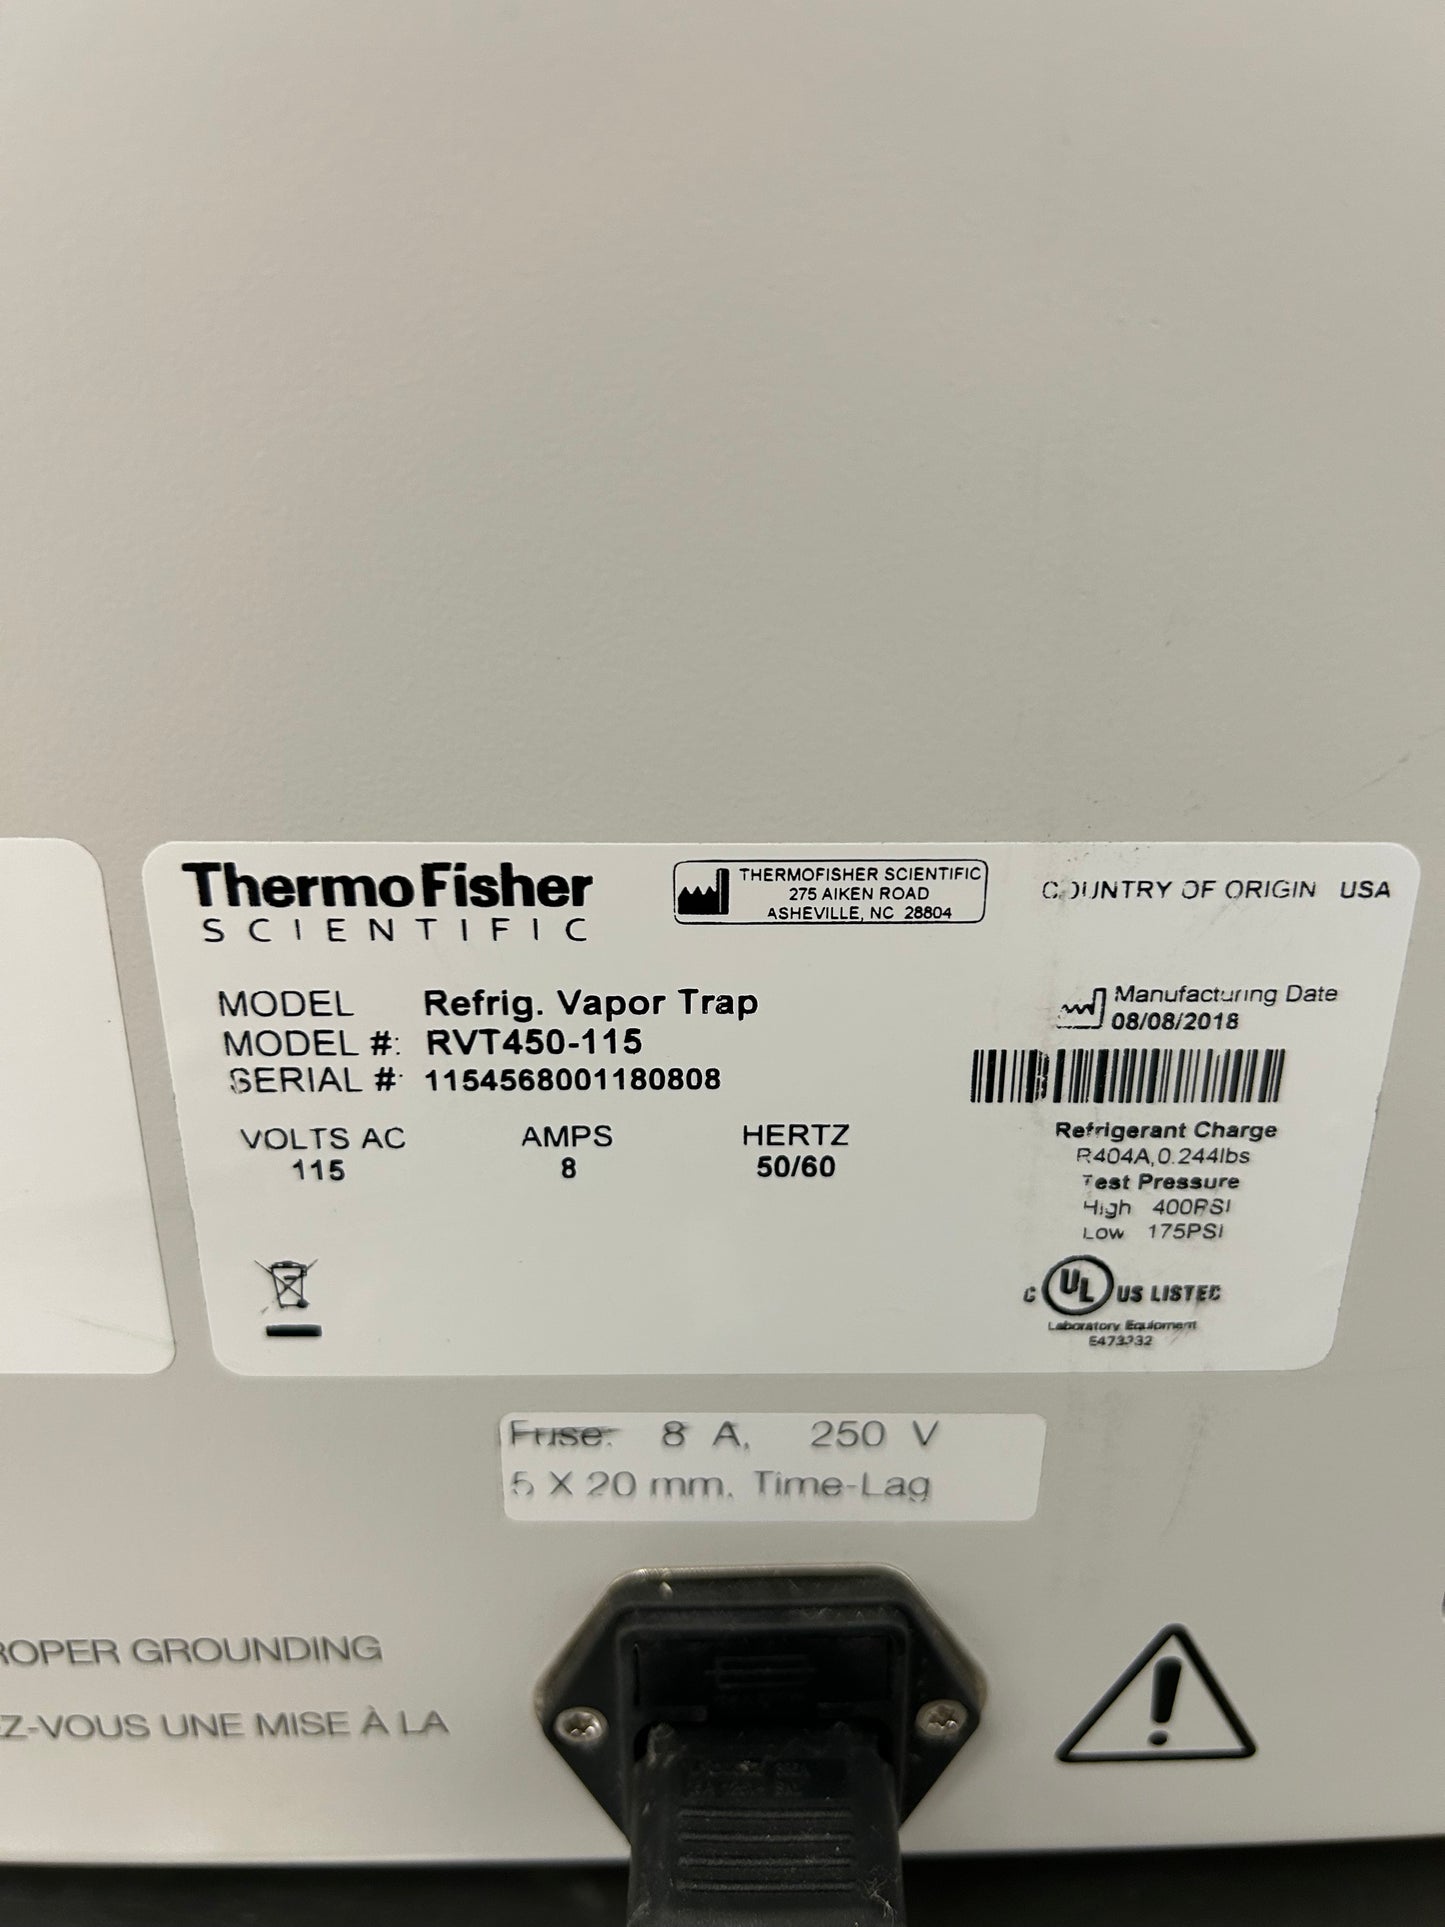 ThermoFisher
SCIENTIFIC
THERMOFISHER SCIENTIFIC
275 AIKEN ROAD
ASHEVILLE, NC 28804
COUNTRY OF ORIGIN USA
MODEL Refrig. Vapor Trap
MODEL #: RVT450-115
SERIAL #: 1154568001180808
Manufacturing Date
08/08/2018
VOLTS AC AMPS HERTZ
115 8 50/60
Refrigerant Charge
R404A,0.244lbs
Test Pressure
High 400PSI
Low 175PSI
C UL US LISTED
Laboratory Equipment
Fuse: 8 A, 250 V
5 X 20 mm. Time-Lag
ROPER GROUNDING
Z-VOUS UNE MISE À LA